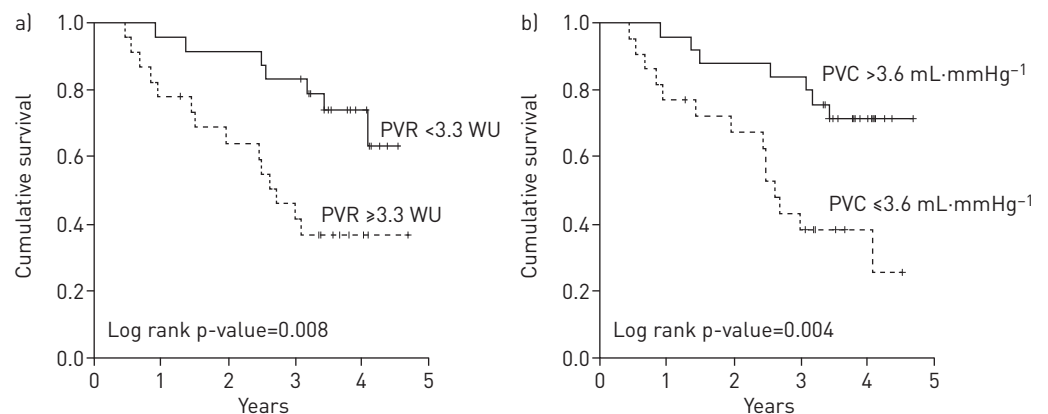 a)
1.0
0.8
0.6
0.4
0.2
0.0
Cumulative survival
PVR <3.3 WU
PVR ⩾3.3 WU
Log rank p-value=0.008
0 1 2 3 4 5
Years
b)
1.0
0.8
0.6
0.4
0.2
0.0
Cumulative survival
PVC >3.6 mL·mmHg⁻¹
PVC ⩽3.6 mL·mmHg⁻¹
Log rank p-value=0.004
0 1 2 3 4 5
Years